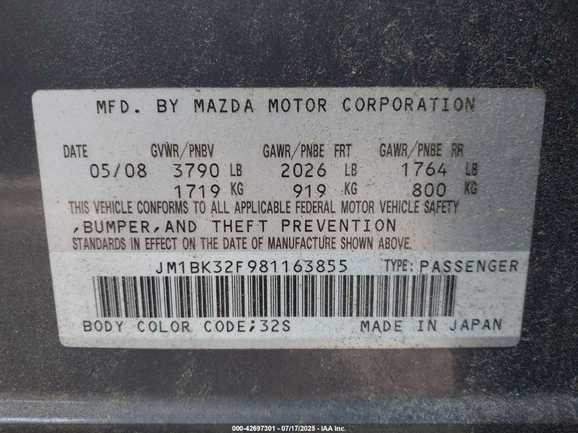 MFD. BY MAZDA MOTOR CORPORATION
DATE GVWR/PNBV GAWR/PNBE FRT GAWR/PNBE RR
05/08 3790 LB 2026 LB 1764 LB
1719 KG 919 KG 800 KG
THIS VEHICLE CONFORMS TO ALL APPLICABLE FEDERAL MOTOR VEHICLE SAFETY
,BUMPER,AND THEFT PREVENTION
STANDARDS IN EFFECT ON THE DATE OF MANUFACTURE SHOWN ABOVE.
JM1BK32F981163855 TYPE: PASSENGER
BODY COLOR CODE;32S MADE IN JAPAN
000-42697301 - 07/17/2025 - IAA Inc.